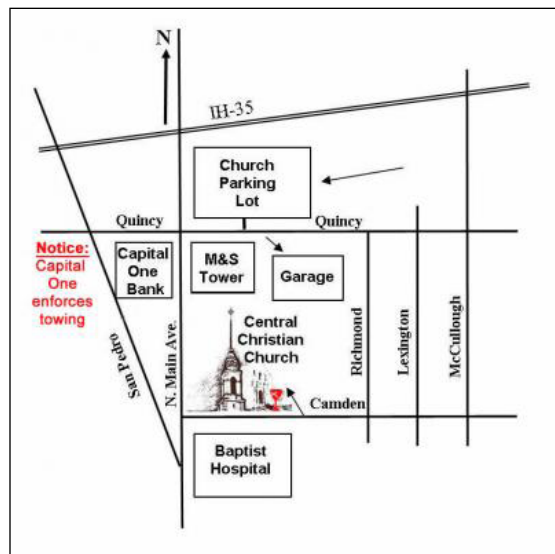 N
IH-35
Church
Parking
Lot
Quincy
Quincy
Notice:
Capital
One
enforces
towing
Capital
One
Bank
M&S
Tower
Garage
San Pedro
N. Main Ave.
Central
Christian
Church
Richmond
Lexington
McCullough
Camden
Baptist
Hospital